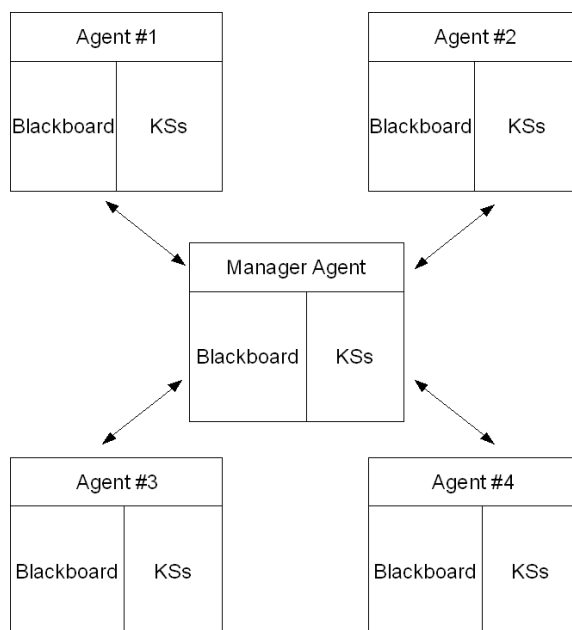 Agent #1
Blackboard KSs
Agent #2
Blackboard KSs
Manager Agent
Blackboard KSs
Agent #3
Blackboard KSs
Agent #4
Blackboard KSs